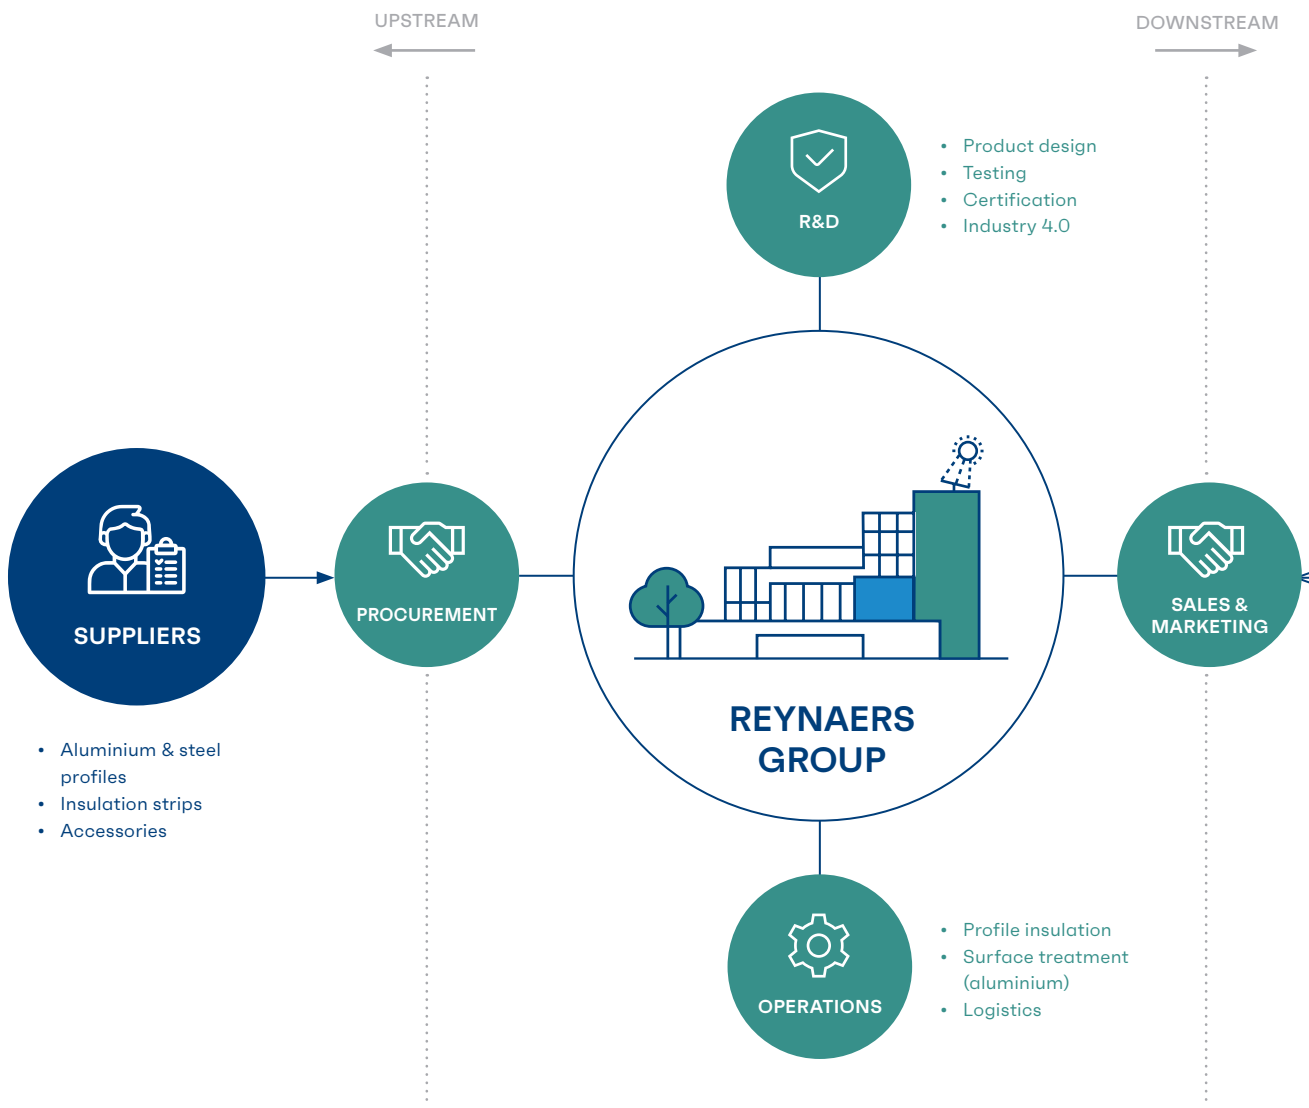 UPSTREAM
DOWNSTREAM
R&D
• Product design
• Testing
• Certification
• Industry 4.0
SUPPLIERS
• Aluminium & steel
profiles
• Insulation strips
• Accessories
PROCUREMENT
REYNAERS
GROUP
SALES &
MARKETING
OPERATIONS
• Profile insulation
• Surface treatment
(aluminium)
• Logistics